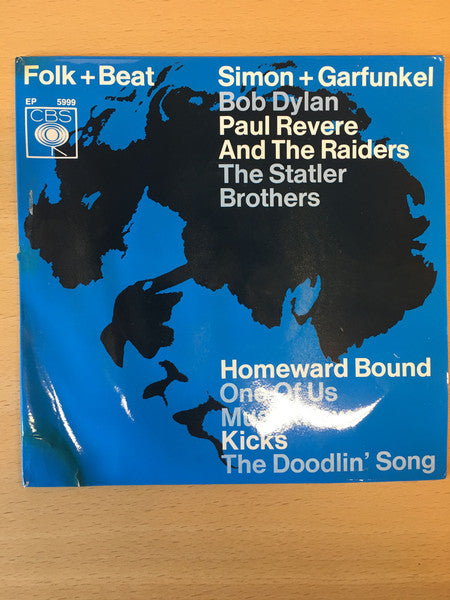 Folk + Beat
EP 5999
CBS
Simon + Garfunkel
Bob Dylan
Paul Revere
And The Raiders
The Statler
Brothers
Homeward Bound
One Of Us
Kicks
The Doodlin' Song